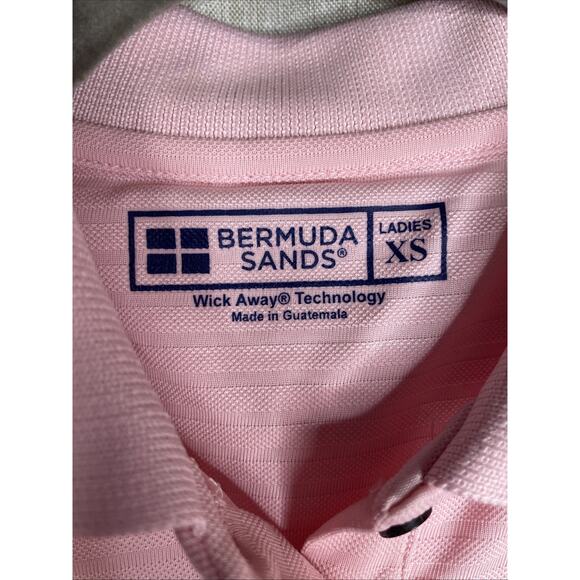 BERMUDA
SANDS®
LADIES
XS
Wick Away® Technology
Made in Guatemala